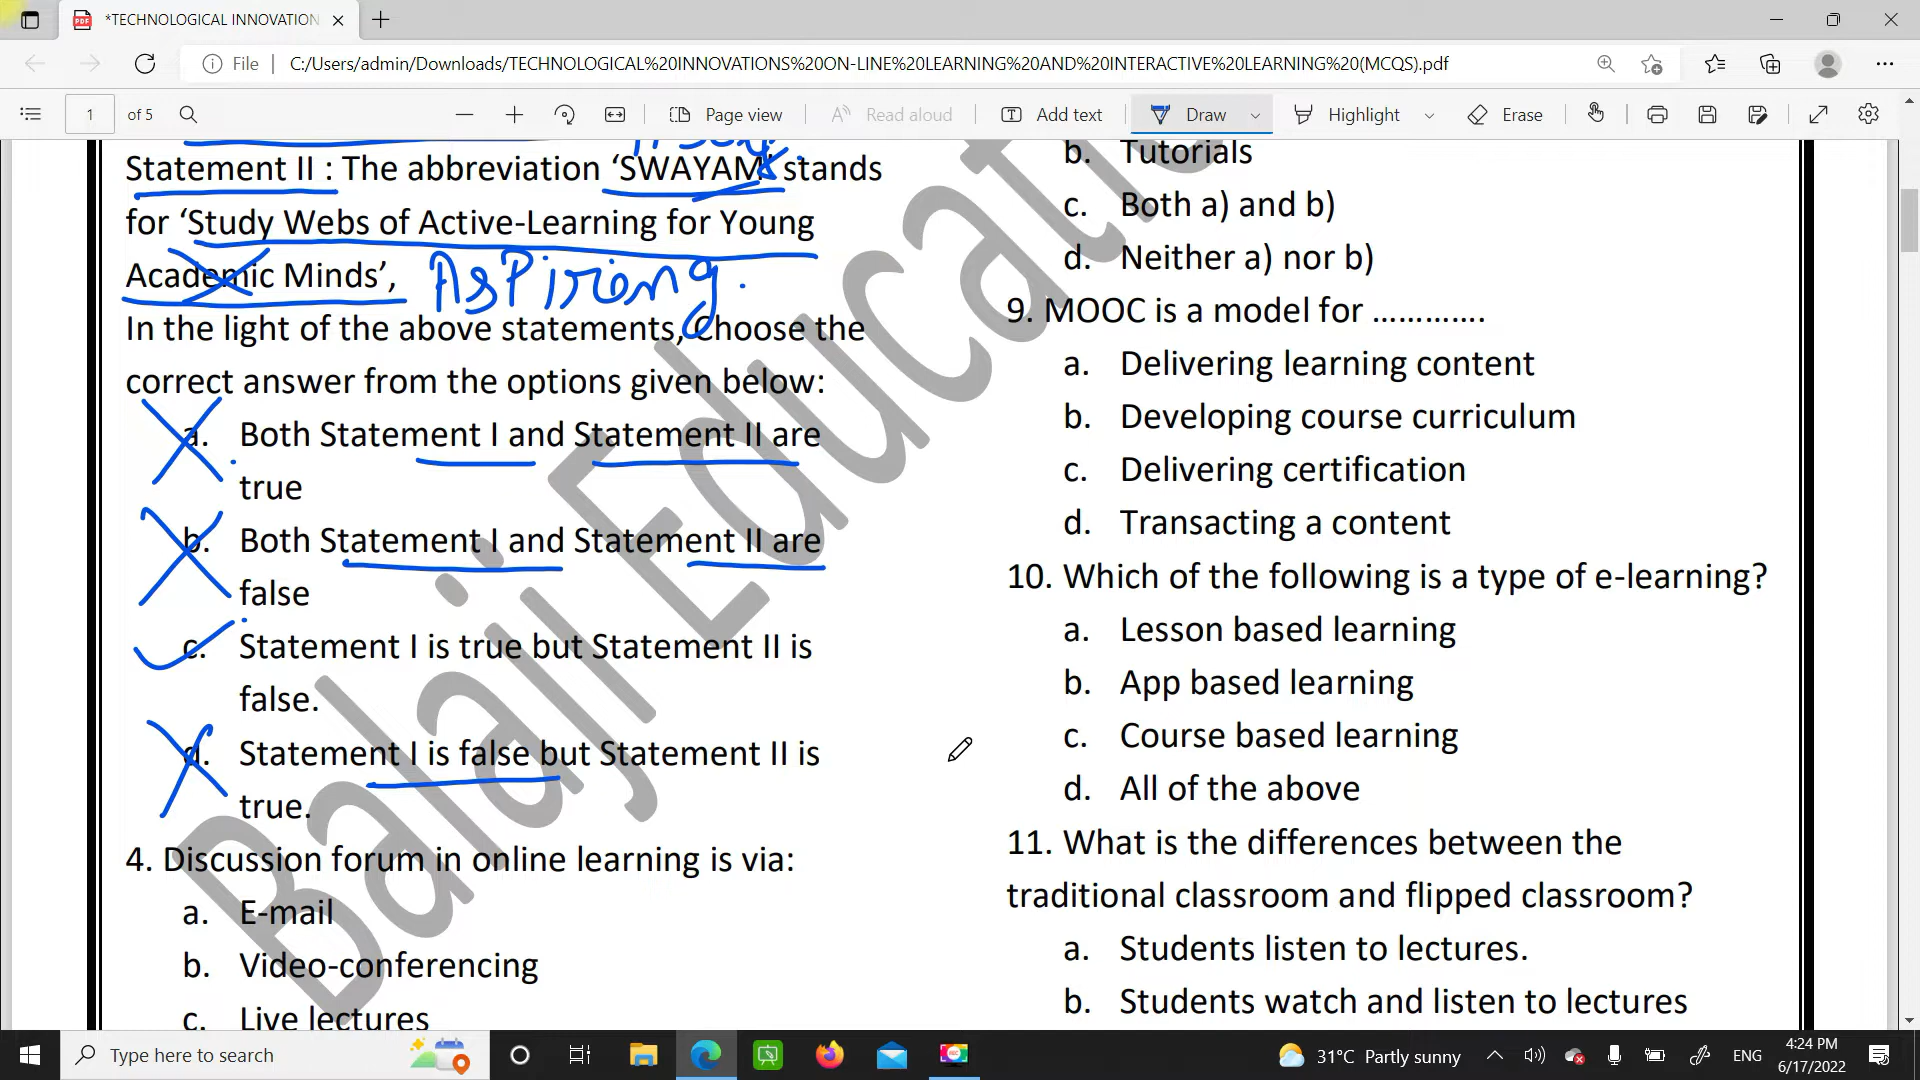 *TECHNOLOGICAL INNOVATION
File
C:/Users/admin/Downloads/TECHNOLOGICAL%20INNOVATIONS%20ON-LINE%20LEARNING%20AND%20INTERACTIVE%20LEARNING%20(MCQS).pdf
1 of 5
Page view
Read aloud
Add text
Draw
Highlight
Erase
Statement II : The abbreviation ‘SWAYAM’ stands
for ‘Study Webs of Active-Learning for Young
Academic Minds’,
AsPiriong
In the light of the above statements, Choose the
correct answer from the options given below:
a. Both Statement I and Statement II are
true
b. Both Statement I and Statement II are
false
c. Statement I is true but Statement II is
false.
d. Statement I is false but Statement II is
true.
4. Discussion forum in online learning is via:
a. E-mail
b. Video-conferencing
c. Live lectures
b. Tutorials
c. Both a) and b)
d. Neither a) nor b)
9. MOOC is a model for ………….
a. Delivering learning content
b. Developing course curriculum
c. Delivering certification
d. Transacting a content
10. Which of the following is a type of e-learning?
a. Lesson based learning
b. App based learning
c. Course based learning
d. All of the above
11. What is the differences between the
traditional classroom and flipped classroom?
a. Students listen to lectures.
b. Students watch and listen to lectures
Balaiji Educatio
Type here to search
31°C Partly sunny
ENG
4:24 PM
6/17/2022